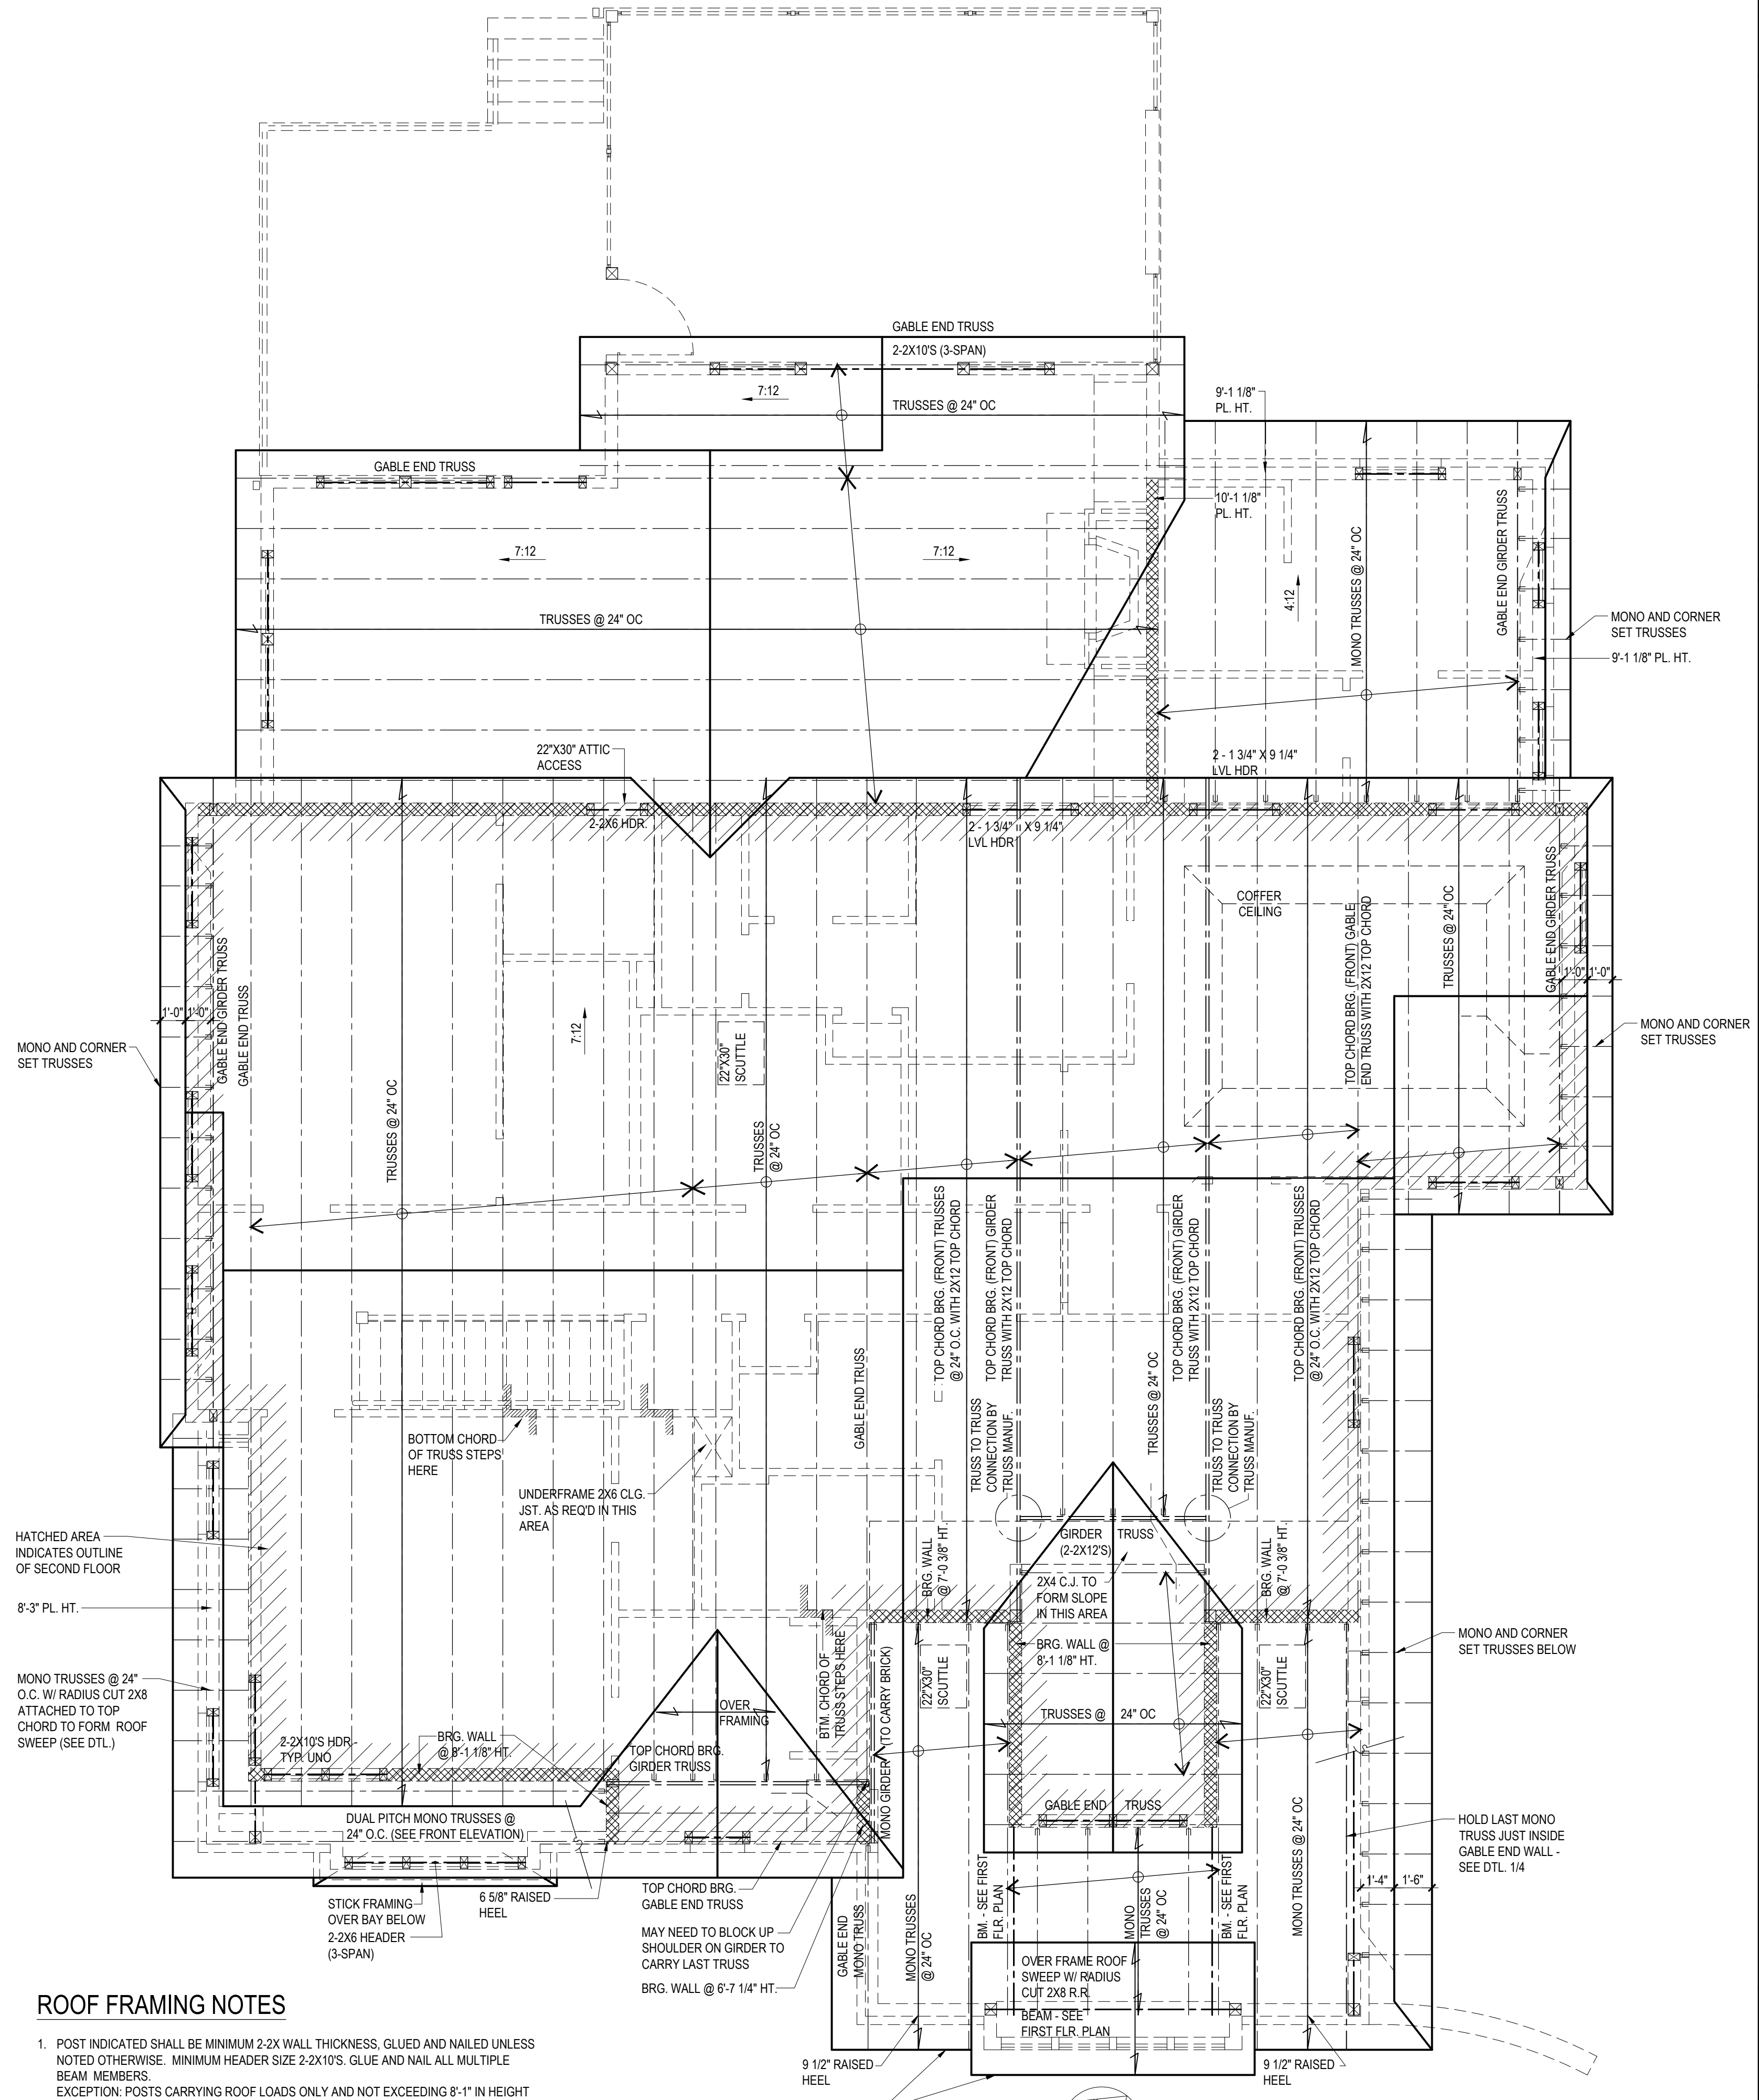 GABLE END TRUSS
2-2X10'S (3-SPAN)
7:12
TRUSSES @ 24" OC
9'-1 1/8"
PL. HT.
GABLE END TRUSS
10'-1 1/8"
PL. HT.
7:12
7:12
TRUSSES @ 24" OC
4:12
MONO TRUSSES @ 24" OC
GABLE END GIRDER TRUSS
MONO AND CORNER
SET TRUSSES
9'-1 1/8" PL. HT.
22"X30" ATTIC
ACCESS
2 - 1 3/4" X 9 1/4"
LVL HDR
2-2X6 HDR.
2 - 1 3/4" X 9 1/4"
LVL HDR
COFFER
CEILING
GABLE END GIRDER TRUSS
GABLE END TRUSS
TOP CHORD BRG. (FRONT) GABLE
END TRUSS WITH 2X12 TOP CHORD
TRUSSES @ 24" OC
GABLE END GIRDER TRUSS
1'-0"
1'-0"
1'-0"
1'-0"
MONO AND CORNER
SET TRUSSES
7:12
22"X30"
SCUTTLE
MONO AND CORNER
SET TRUSSES
TRUSSES @ 24" OC
TRUSSES
@ 24" OC
TOP CHORD BRG. (FRONT) TRUSSES
@ 24" O.C. WITH 2X12 TOP CHORD
TOP CHORD BRG. (FRONT) GIRDER
TRUSS WITH 2X12 TOP CHORD
TOP CHORD BRG. (FRONT) GIRDER
TRUSS WITH 2X12 TOP CHORD
TOP CHORD BRG. (FRONT) TRUSSES
@ 24" O.C. WITH 2X12 TOP CHORD
GABLE END TRUSS
TRUSSES @ 24" OC
BOTTOM CHORD
OF TRUSS STEPS
HERE
TRUSS TO TRUSS
CONNECTION BY
TRUSS MANUF.
TRUSS TO TRUSS
CONNECTION BY
TRUSS MANUF.
UNDERFRAME 2X6 CLG.
JST. AS REQ'D IN THIS
AREA
HATCHED AREA
INDICATES OUTLINE
OF SECOND FLOOR
GIRDER TRUSS
(2-2X12'S)
BRG. WALL
@ 7'-0 3/8" HT.
BRG. WALL
@ 7'-0 3/8" HT.
2X4 C.J. TO
FORM SLOPE
IN THIS AREA
8'-3" PL. HT.
BRG. WALL @
8'-1 1/8" HT.
MONO AND CORNER
SET TRUSSES BELOW
MONO TRUSSES @ 24"
O.C. W/ RADIUS CUT 2X8
ATTACHED TO TOP
CHORD TO FORM ROOF
SWEEP (SEE DTL.)
BTM. CHORD OF
TRUSS STEPS HERE
MONO GIRDER (TO CARRY BRICK)
22"X30"
SCUTTLE
22"X30"
SCUTTLE
OVER
FRAMING
TRUSSES @ 24" OC
2-2X10'S HDR -
TYP. UNO
BRG. WALL
@ 8'-1 1/8" HT.
TOP CHORD BRG.
GIRDER TRUSS
GABLE END TRUSS
DUAL PITCH MONO TRUSSES @
24" O.C. (SEE FRONT ELEVATION)
HOLD LAST MONO
TRUSS JUST INSIDE
GABLE END WALL -
SEE DTL. 1/4
STICK FRAMING
OVER BAY BELOW
2-2X6 HEADER
(3-SPAN)
6 5/8" RAISED
HEEL
TOP CHORD BRG.
GABLE END TRUSS
1'-4"
1'-6"
MAY NEED TO BLOCK UP
SHOULDER ON GIRDER TO
CARRY LAST TRUSS
BRG. WALL @ 6'-7 1/4" HT.
GABLE END
MONO TRUSS
MONO TRUSSES
@ 24" OC
BM. - SEE FIRST
FLR. PLAN
MONO
TRUSSES
@ 24" OC
BM. - SEE FIRST
FLR. PLAN
MONO TRUSSES @ 24" OC
OVER FRAME ROOF
SWEEP W/ RADIUS
CUT 2X8 R.R.
BEAM - SEE
FIRST FLR. PLAN
9 1/2" RAISED
HEEL
9 1/2" RAISED
HEEL
ROOF FRAMING NOTES
1. POST INDICATED SHALL BE MINIMUM 2-2X WALL THICKNESS, GLUED AND NAILED UNLESS
NOTED OTHERWISE. MINIMUM HEADER SIZE 2-2X10'S. GLUE AND NAIL ALL MULTIPLE
BEAM MEMBERS.
EXCEPTION: POSTS CARRYING ROOF LOADS ONLY AND NOT EXCEEDING 8'-1" IN HEIGHT